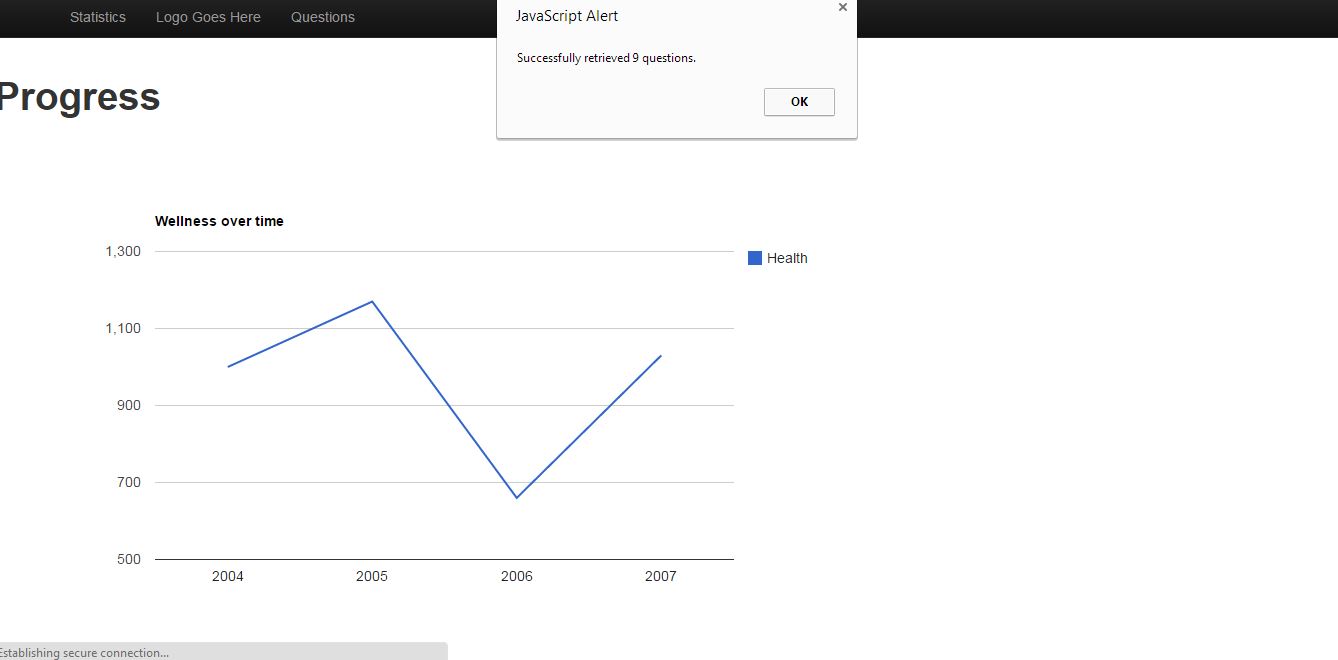 Statistics Logo Goes Here Questions
JavaScript Alert
Successfully retrieved 9 questions.
OK
Progress
Wellness over time
1,300
1,100
900
700
500
Health
2004 2005 2006 2007
Establishing secure connection...